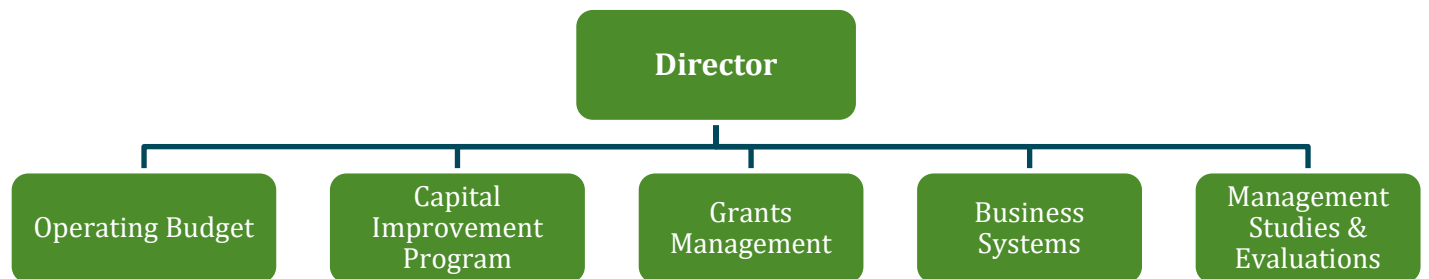 Director
Operating Budget
Capital
Improvement
Program
Grants
Management
Business
Systems
Management
Studies &
Evaluations